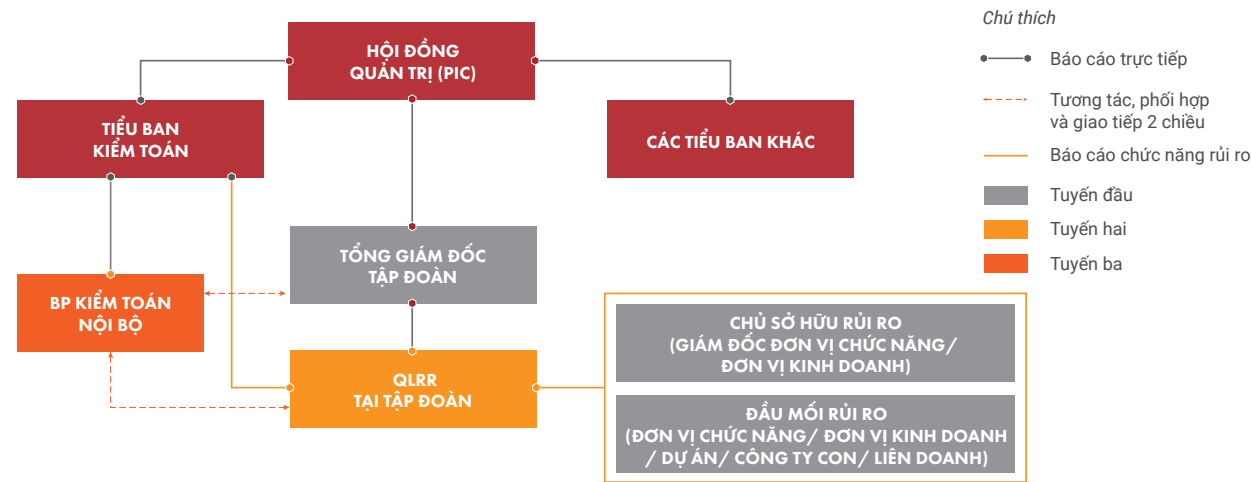 HỘI ĐỒNG
QUẢN TRỊ (PIC)
TIỂU BAN
KIỂM TOÁN
CÁC TIỂU BAN KHÁC
TỔNG GIÁM ĐỐC
TẬP ĐOÀN
BP KIỂM TOÁN
NỘI BỘ
QLRR
TẠI TẬP ĐOÀN
CHỦ SỞ HỮU RỦI RO
(GIÁM ĐỐC ĐƠN VỊ CHỨC NĂNG/
ĐƠN VỊ KINH DOANH)
ĐẦU MỐI RỦI RO
(ĐƠN VỊ CHỨC NĂNG/ ĐƠN VỊ KINH DOANH
/ DỰ ÁN/ CÔNG TY CON/ LIÊN DOANH)
Chú thích
Báo cáo trực tiếp
Tương tác, phối hợp
và giao tiếp 2 chiều
Báo cáo chức năng rủi ro
Tuyến đầu
Tuyến hai
Tuyến ba